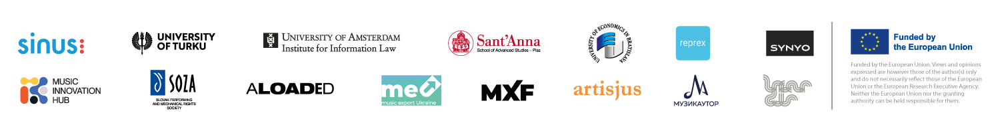 sinus
UNIVERSITY
OF TURKU
UNIVERSITY OF AMSTERDAM
Institute for Information Law
Sant'Anna
School of Advanced Studies – Pisa
UNIVERSITY OF ECONOMICS IN BRATISLAVA
reprex
SYNYO
MUSIC
INNOVATION
HUB
SOZA
SLOVAK PERFORMING
AND MECHANICAL RIGHTS
SOCIETY
ALOADED
me
music export Ukraine
MXF
artisjus
МУЗИКАУТОР
Funded by
the European Union
Funded by the European Union. Views and opinions
expressed are however those of the author(s) only
and do not necessarily reflect those of the European
Union or the European Research Executive Agency.
Neither the European Union nor the granting
authority can be held responsible for them.